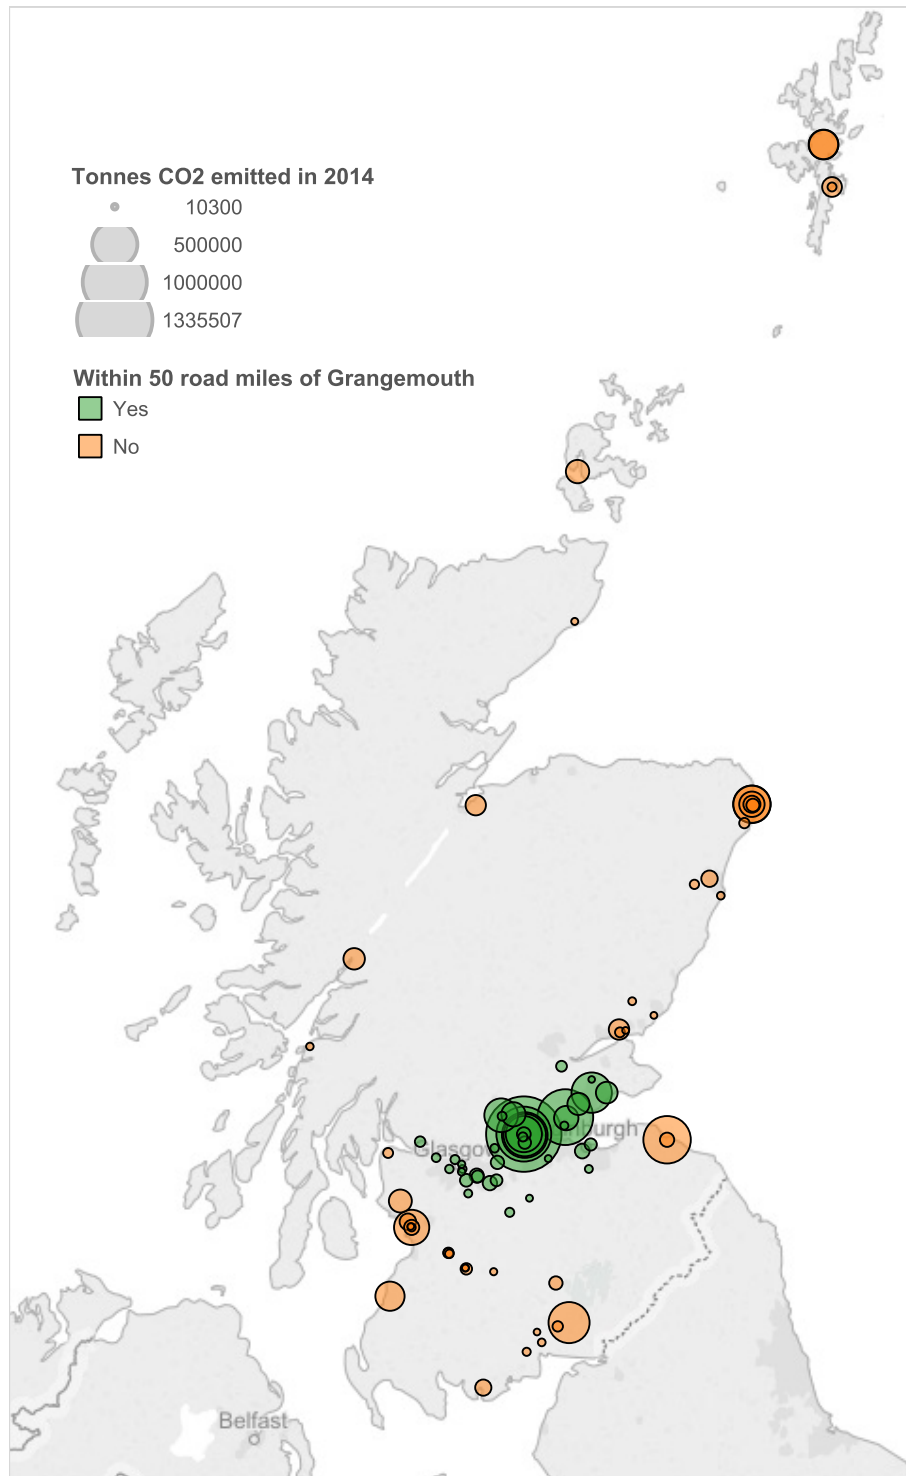 Tonnes CO2 emitted in 2014
10300
500000
1000000
1335507
Within 50 road miles of Grangemouth
Yes
No
Belfast